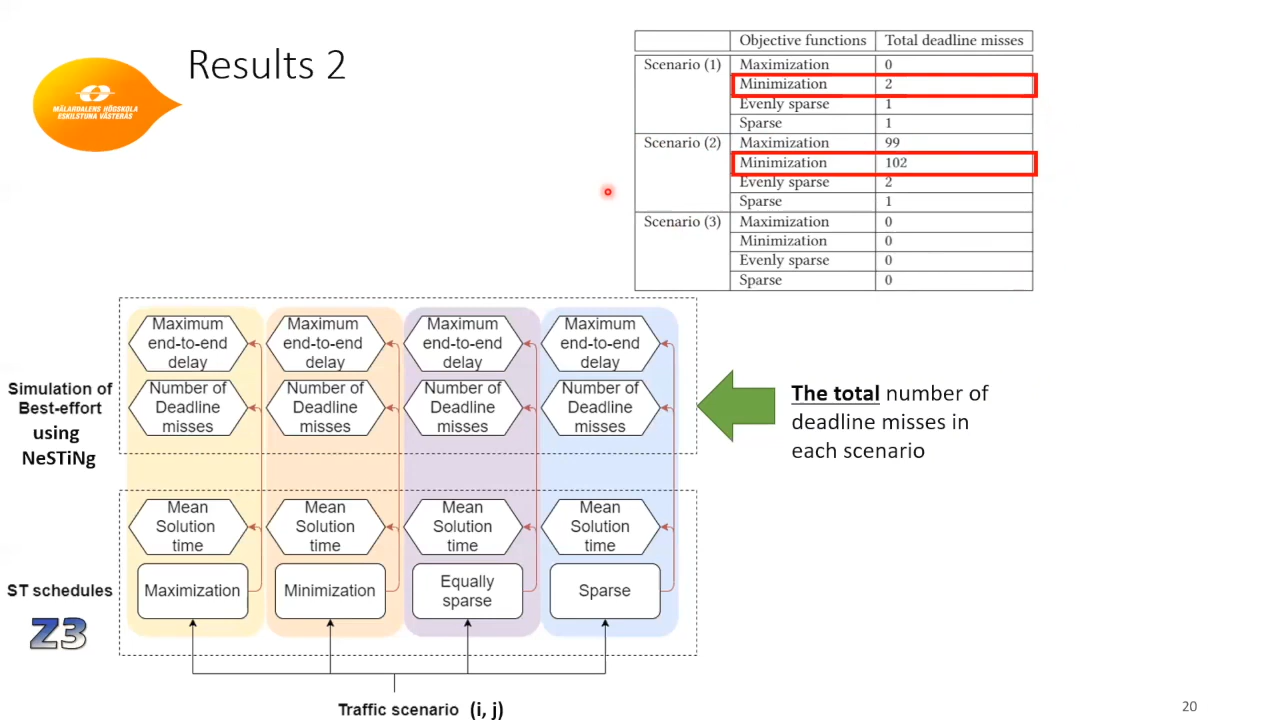 Results 2
MÄLARDALENS HÖGSKOLA
ESKILSTUNA VÄSTERÅS
Objective functions Total deadline misses
Scenario (1) Maximization 0
Minimization 2
Evenly sparse 1
Sparse 1
Scenario (2) Maximization 99
Minimization 102
Evenly sparse 2
Sparse 1
Scenario (3) Maximization 0
Minimization 0
Evenly sparse 0
Sparse 0
Simulation of
Best-effort
using
NeSTiNg
Maximum
end-to-end
delay
Maximum
end-to-end
delay
Maximum
end-to-end
delay
Maximum
end-to-end
delay
Number of
Deadline
misses
Number of
Deadline
misses
Number of
Deadline
misses
Number of
Deadline
misses
The total number of
deadline misses in
each scenario
Mean
Solution
time
Mean
Solution
time
Mean
Solution
time
Mean
Solution
time
ST schedules
Z3
Maximization
Minimization
Equally
sparse
Sparse
Traffic scenario (i, j)
20